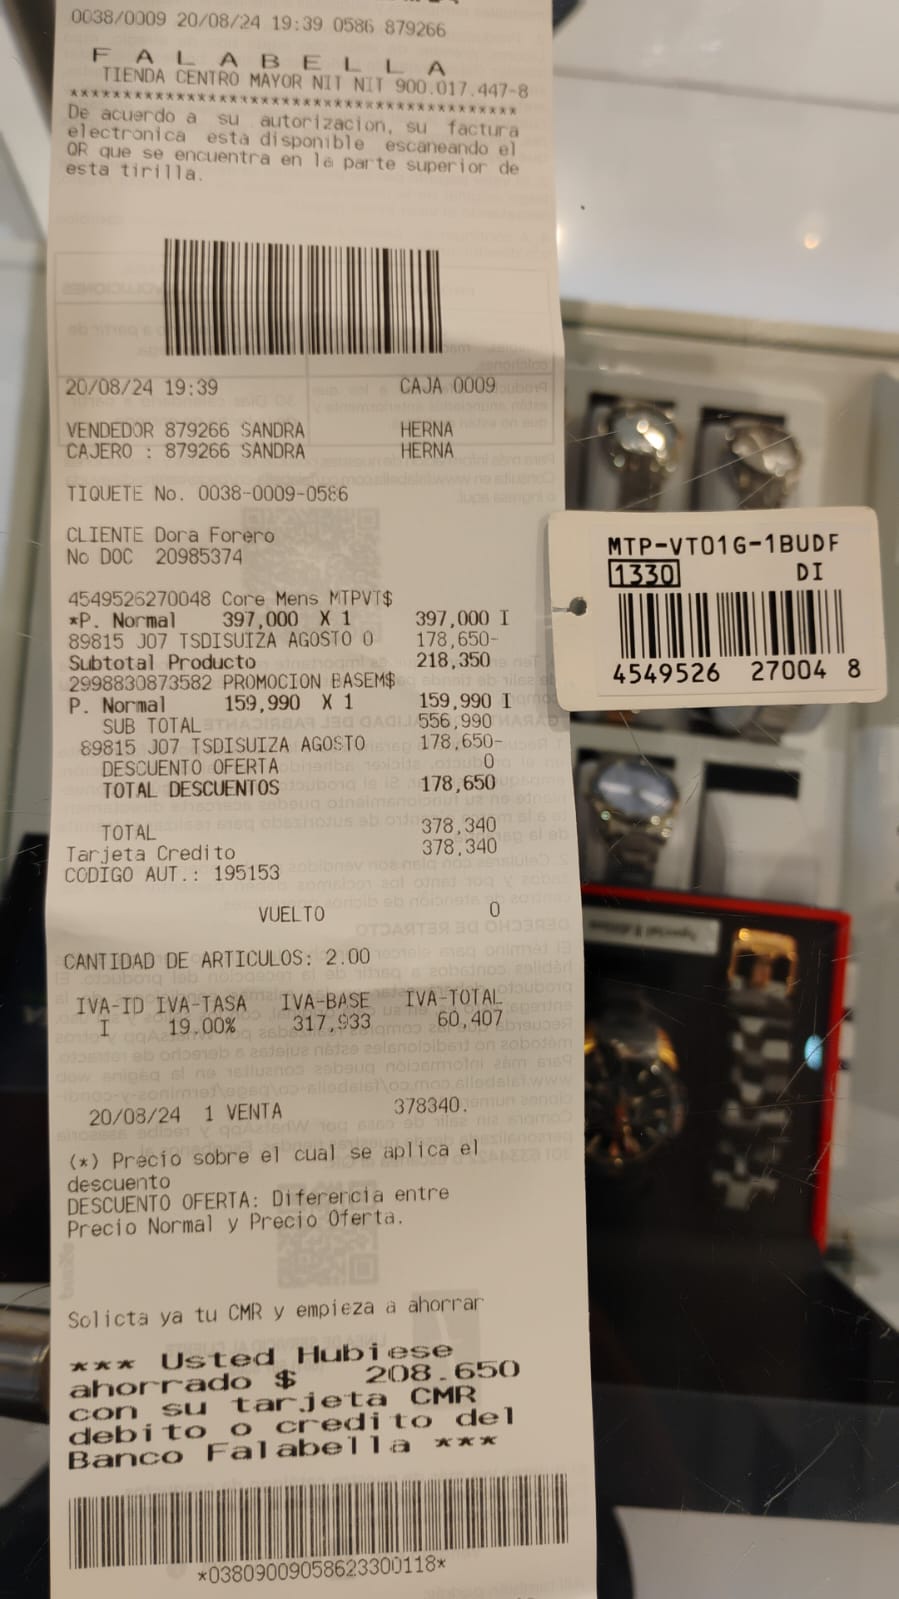 0038/0009 20/08/24 19:39 0586 879266
F A L A B E L L A
TIENDA CENTRO MAYOR NIT NIT 900.017.447-8
******************************************
De acuerdo a su autorizacion, su factura
electronica esta disponible escaneando el
QR que se encuentra en la parte superior de
esta tirilla.
20/08/24 19:39 CAJA 0009
VENDEDOR 879266 SANDRA HERNA
CAJERO : 879266 SANDRA HERNA
TIQUETE No. 0038-0009-0586
CLIENTE Dora Forero
No DOC 20985374
4549526270048 Core Mens MTPVT$
*P. Normal 397,000 X 1 397,000 I
89815 J07 TSDISUIZA AGOSTO 0 178,650-
Subtotal Producto 218,350
2998830873582 PROMOCION BASEM$
P. Normal 159,990 X 1 159,990 I
SUB TOTAL 556,990
89815 J07 TSDISUIZA AGOSTO 178,650-
DESCUENTO OFERTA 0
TOTAL DESCUENTOS 178,650
TOTAL 378,340
Tarjeta Credito 378,340
CODIGO AUT.: 195153
VUELTO 0
CANTIDAD DE ARTICULOS: 2.00
IVA-ID IVA-TASA IVA-BASE IVA-TOTAL
I 19.00% 317,933 60,407
20/08/24 1 VENTA 378340.
(*) Precio sobre el cual se aplica el
descuento
DESCUENTO OFERTA: Diferencia entre
Precio Normal y Precio Oferta.
Solicta ya tu CMR y empieza a ahorrar
*** Usted Hubiese
ahorrado $ 208.650
con su tarjeta CMR
debito o credito del
Banco Falabella ***
*03809009058623300118*
MTP-VT01G-1BUDF
1330 DI
4549526 27004 8
Special Edition